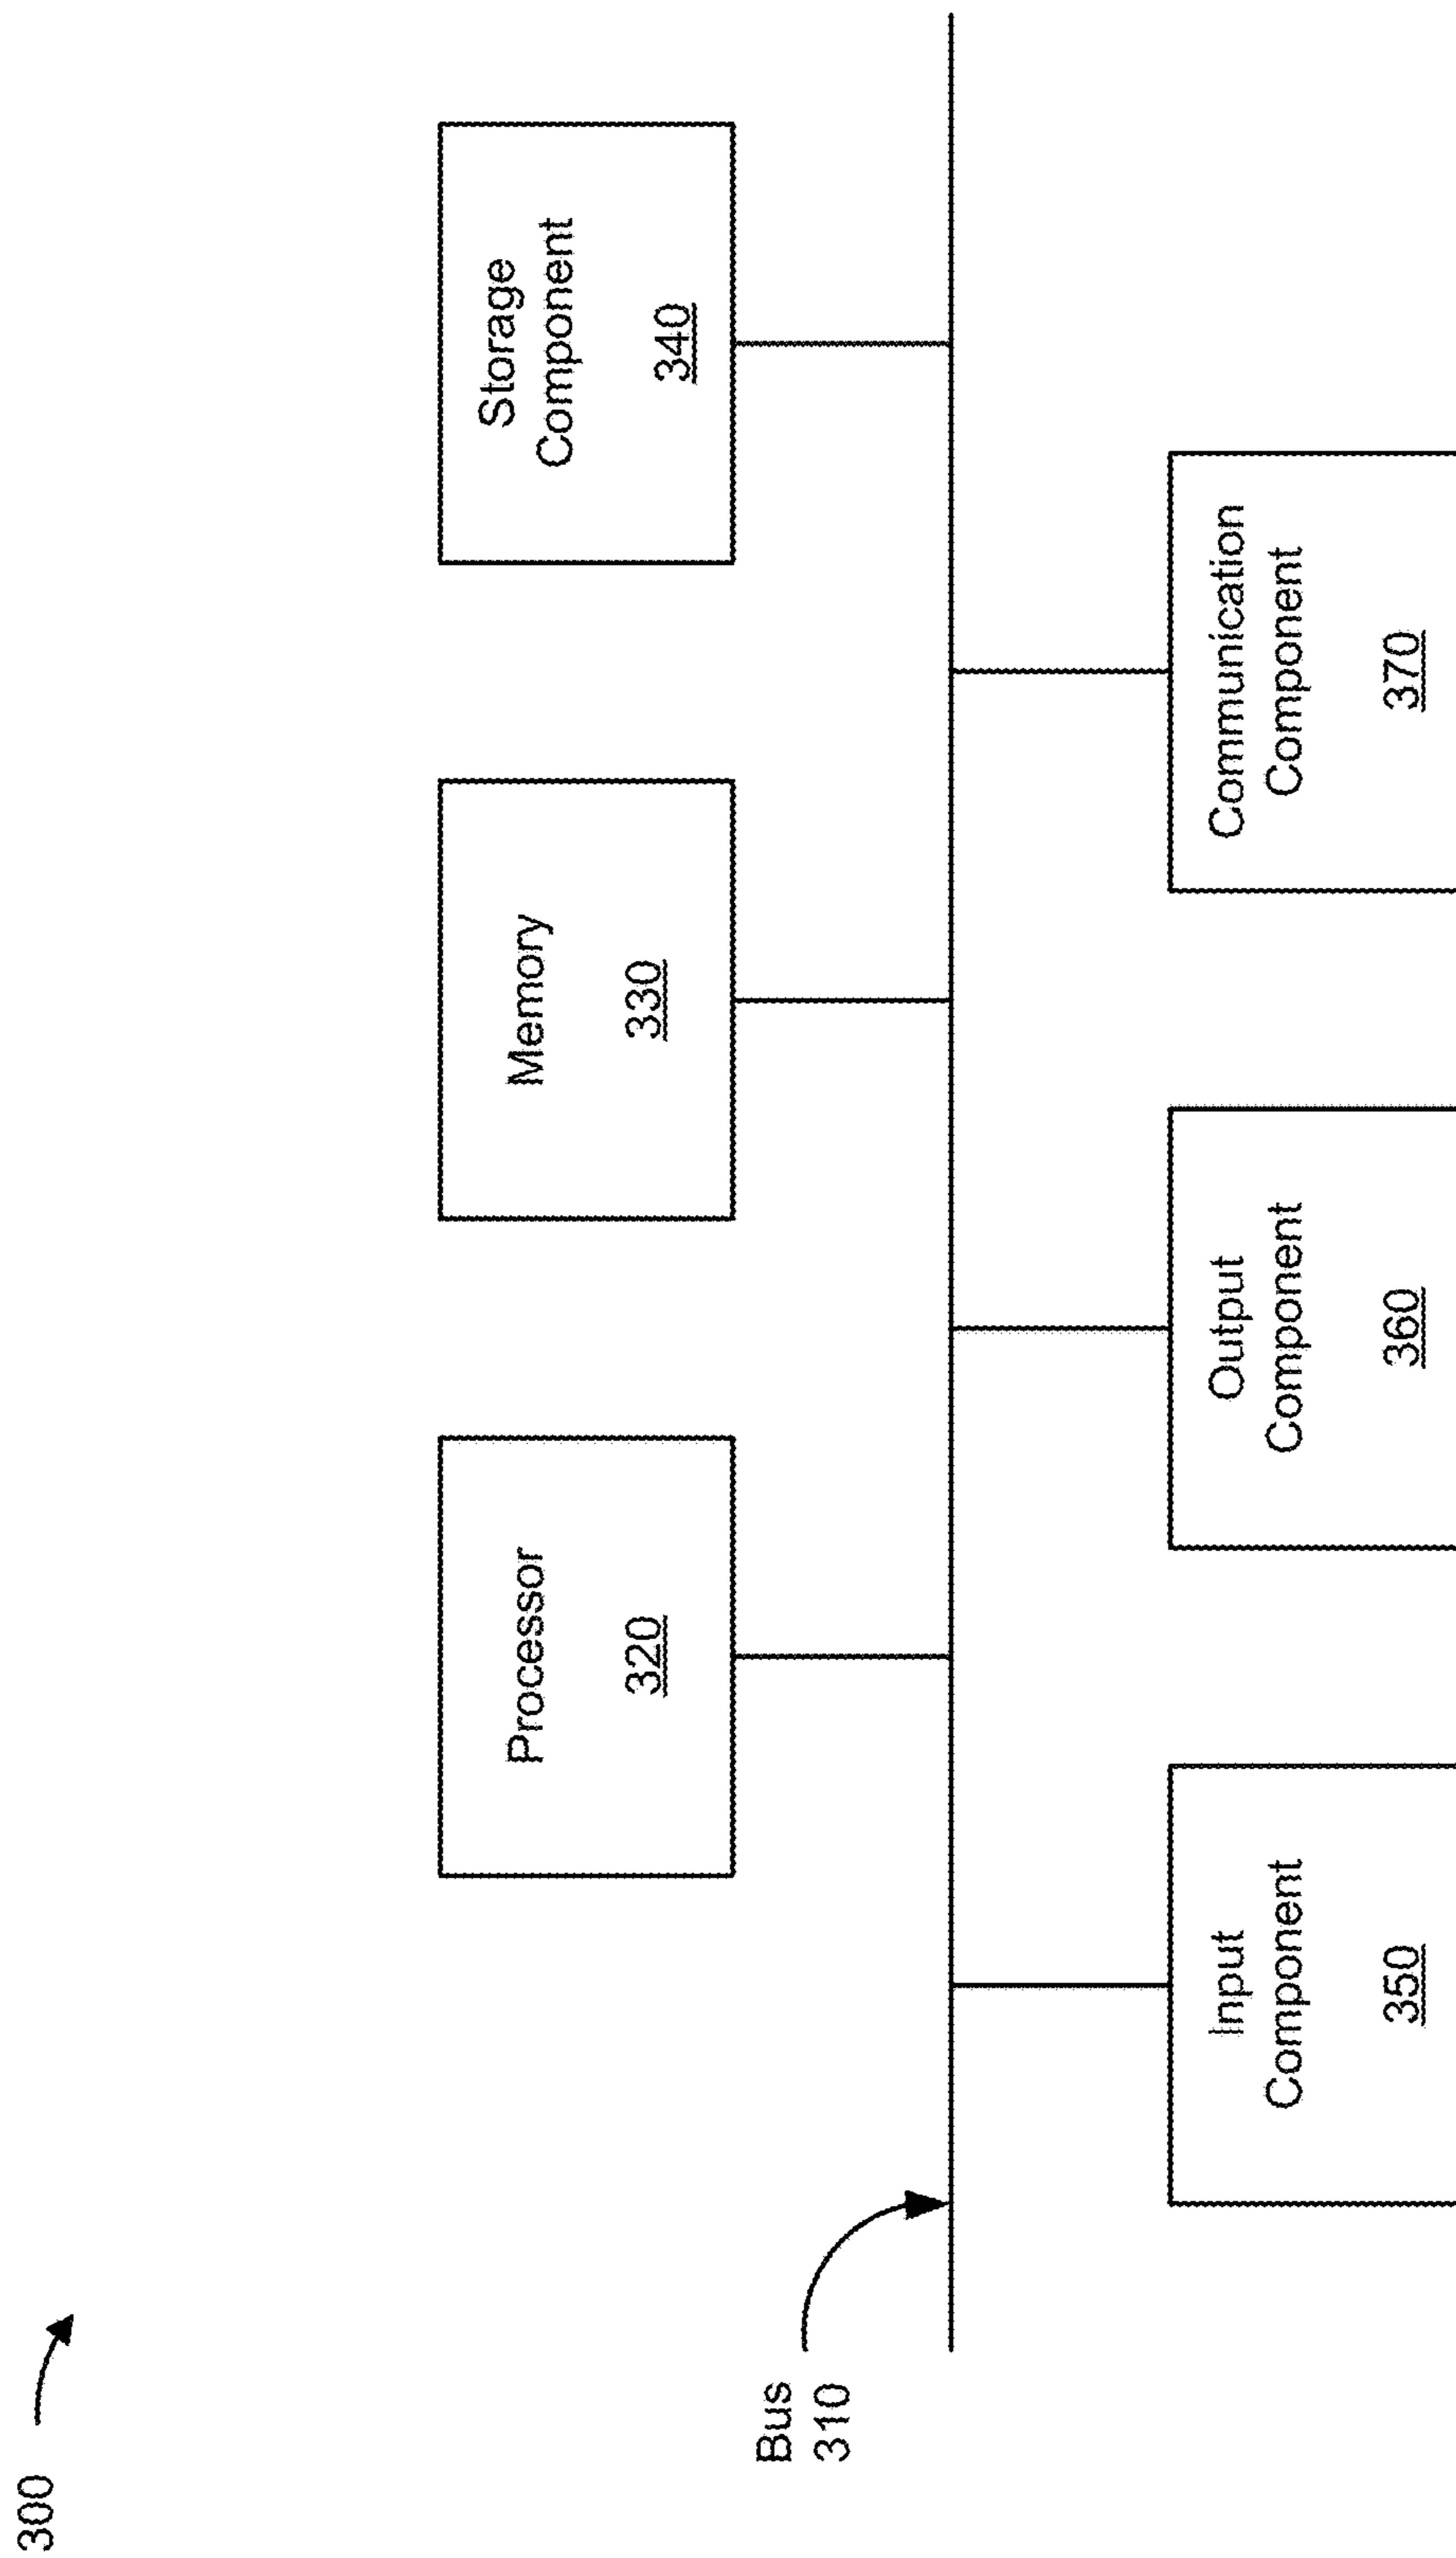 300
Processor
320
Memory
330
Storage
Component
340
Bus
310
Input
Component
350
Output
Component
360
Communication
Component
370